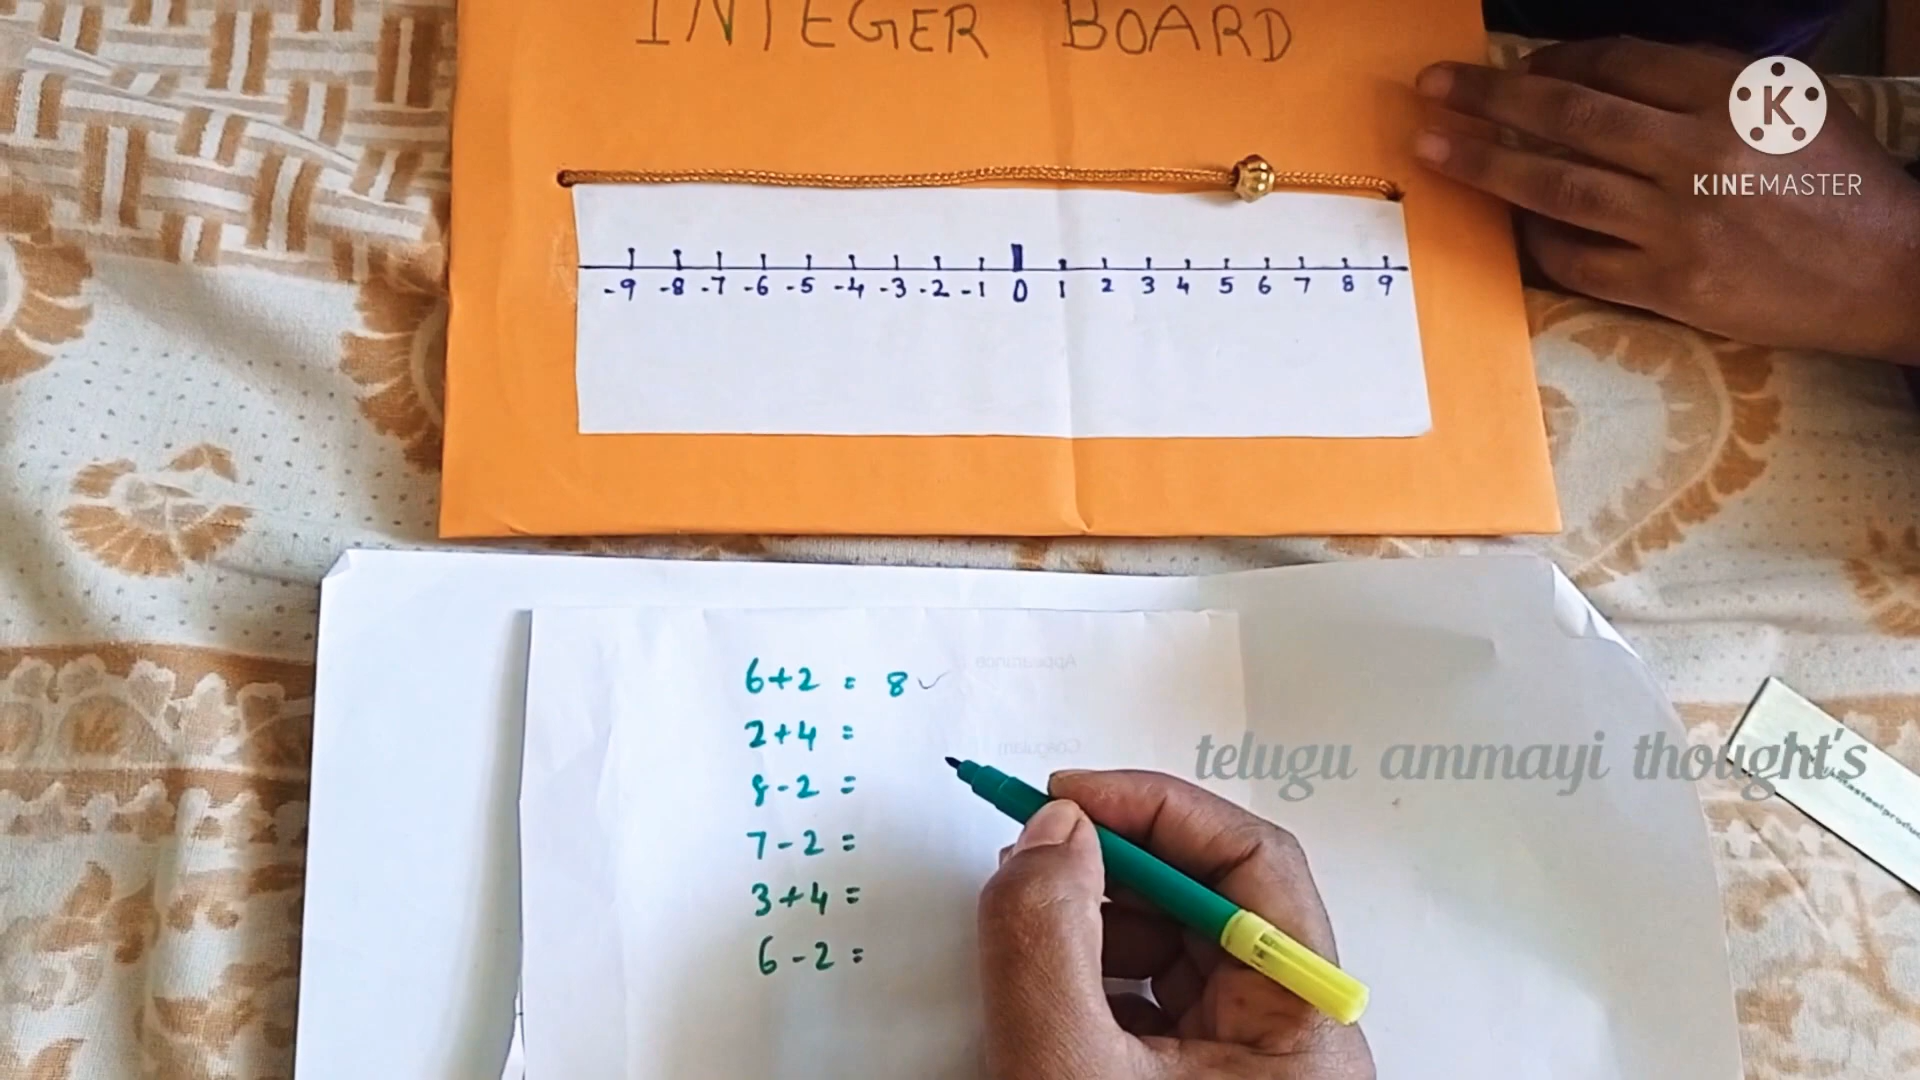 INTEGER BOARD
KINEMASTER
-9 -8 -7 -6 -5 -4 -3 -2 -1 0 1 2 3 4 5 6 7 8 9
6+2 = 8 ✓
2+4 =
telugu ammayi thought's
8-2 =
7-2 =
3+4 =
6-2 =